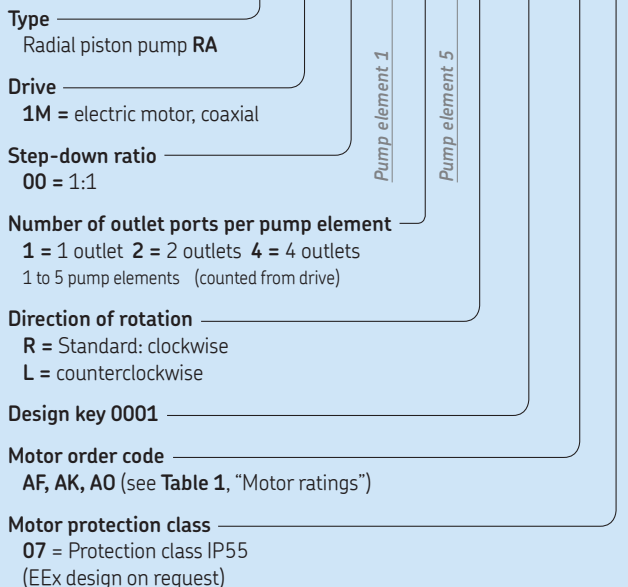 Type
Radial piston pump RA
Pump element 1
Pump element 5
Drive
1M = electric motor, coaxial
Step-down ratio
00 = 1:1
Number of outlet ports per pump element
1 = 1 outlet 2 = 2 outlets 4 = 4 outlets
1 to 5 pump elements (counted from drive)
Direction of rotation
R = Standard: clockwise
L = counterclockwise
Design key 0001
Motor order code
AF, AK, AO (see Table 1, “Motor ratings”)
Motor protection class
07 = Protection class IP55
(EEx design on request)